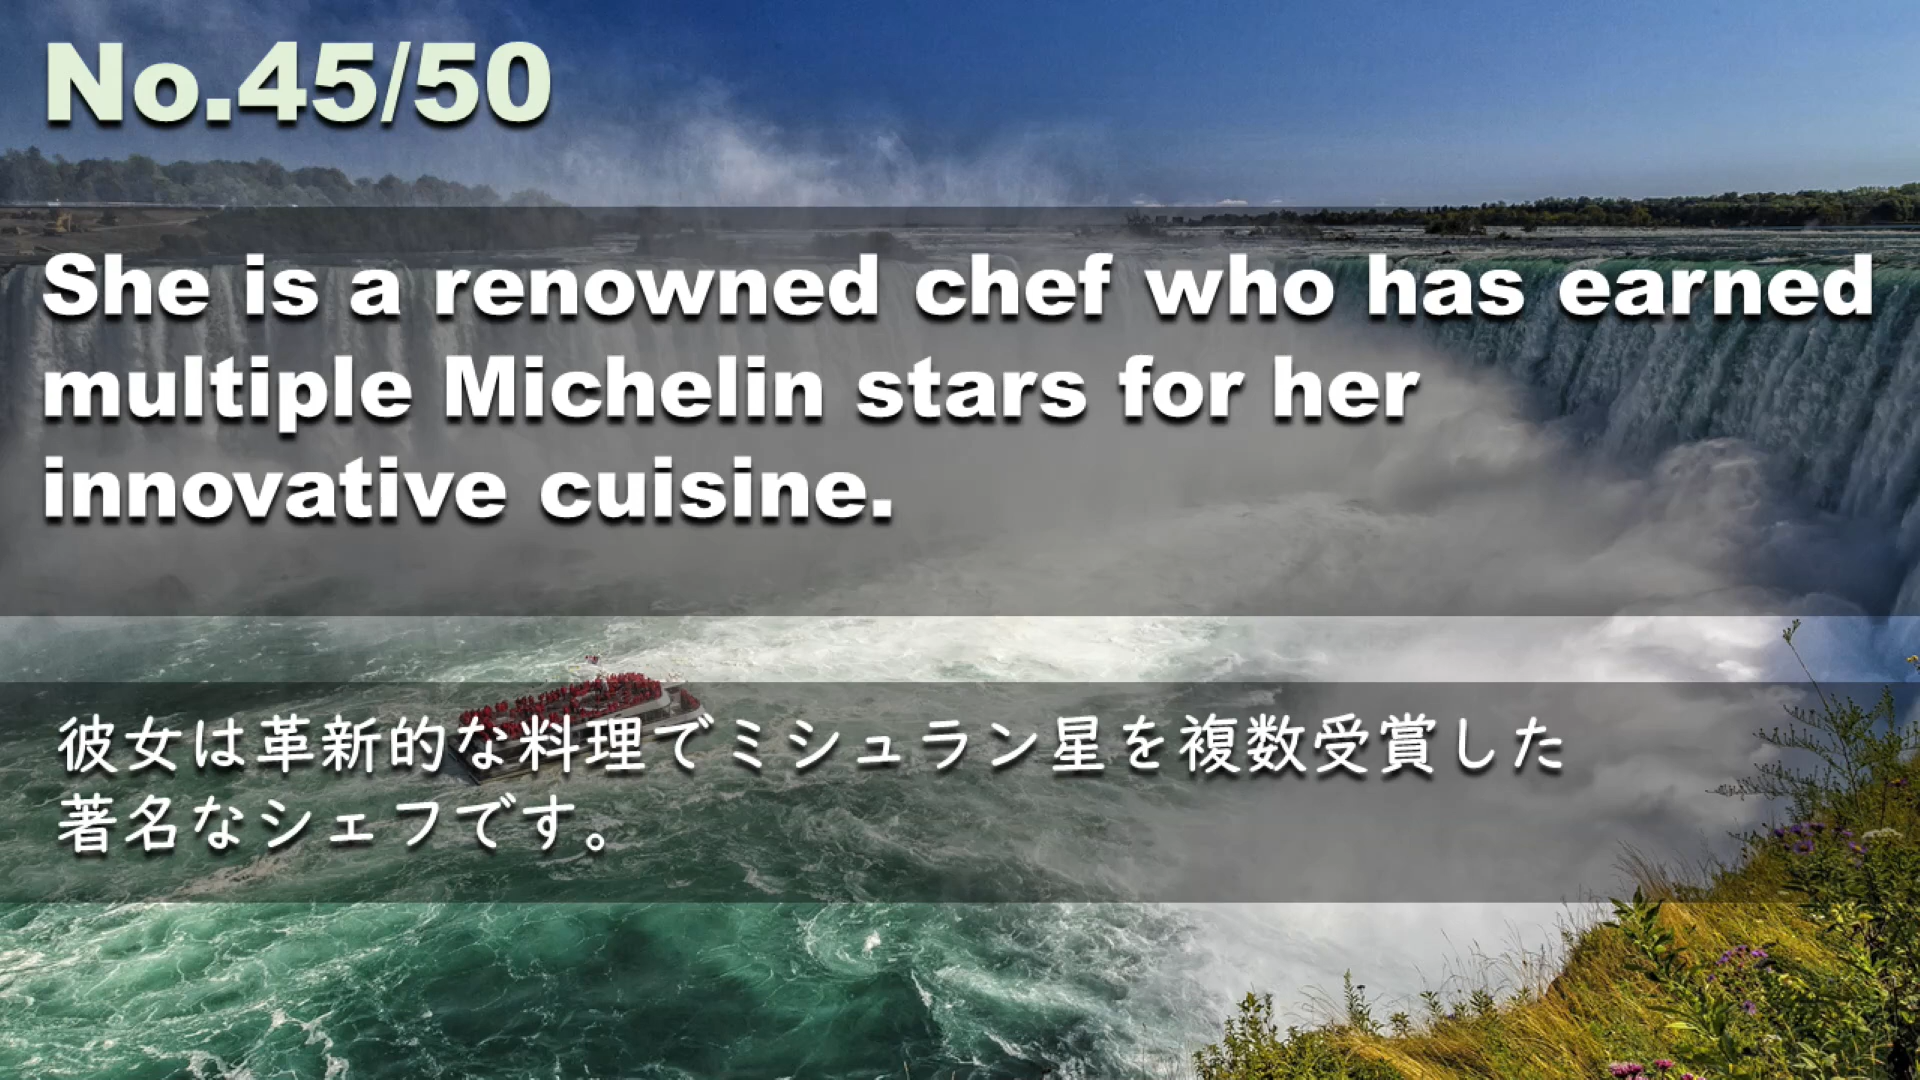 No.45/50
She is a renowned chef who has earned
multiple Michelin stars for her
innovative cuisine.
彼女は革新的な料理でミシュラン星を複数受賞した
著名なシェフです。